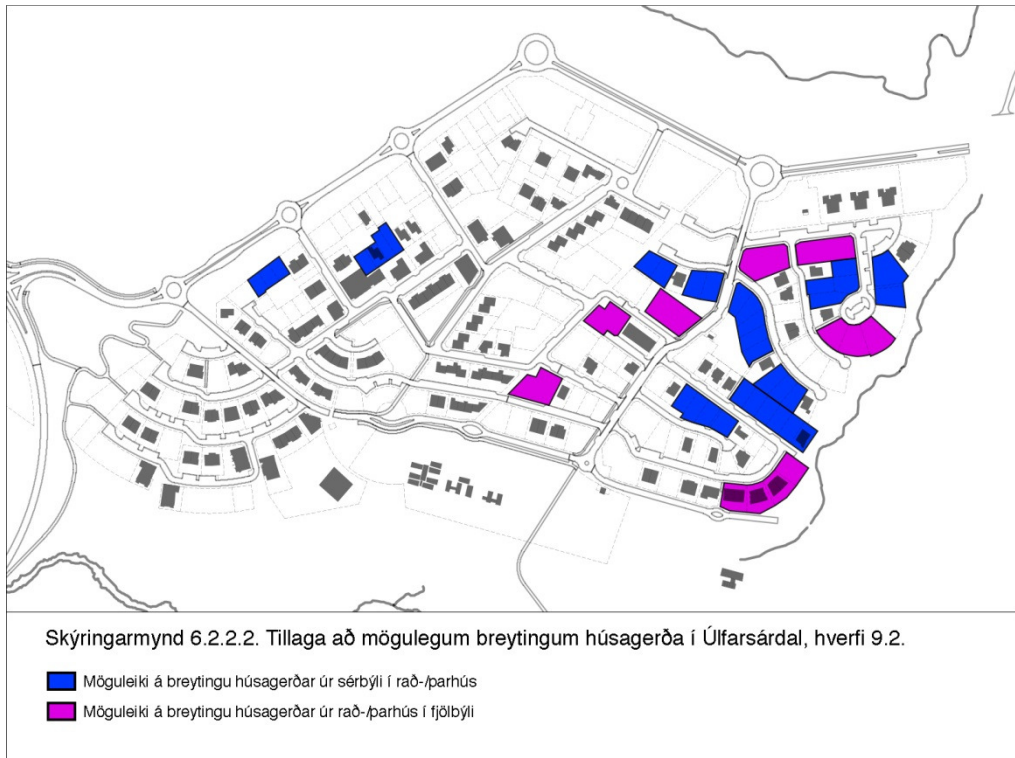 Skýringarmynd 6.2.2.2. Tillaga að mögulegum breytingum húsagerða í Úlfarsárdal, hverfi 9.2.
Möguleiki á breytingu húsagerðar úr sérbýli í rað-/parhús
Möguleiki á breytingu húsagerðar úr rað-/parhús í fjölbýli